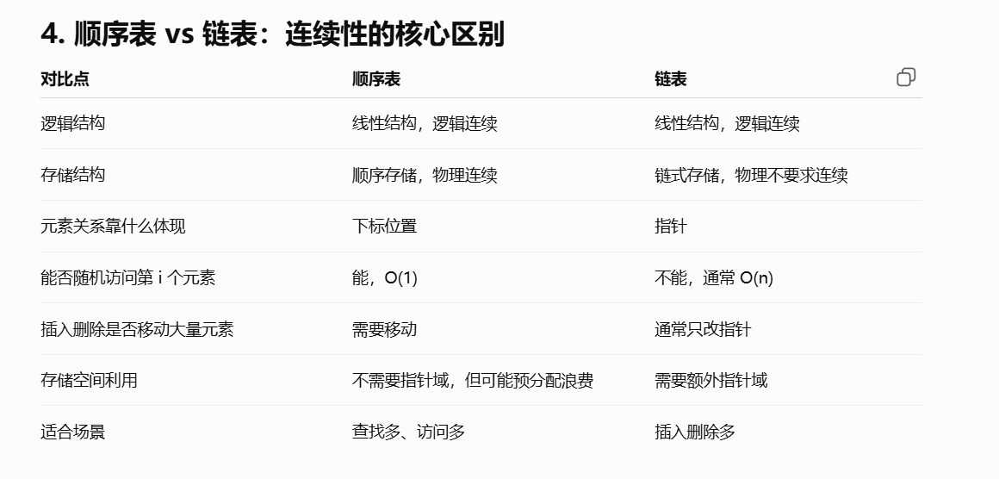 4. 顺序表 vs 链表：连续性的核心区别
对比点 顺序表 链表
逻辑结构 线性结构，逻辑连续 线性结构，逻辑连续
存储结构 顺序存储，物理连续 链式存储，物理不要求连续
元素关系靠什么体现 下标位置 指针
能否随机访问第 i 个元素 能，O(1) 不能，通常 O(n)
插入删除是否移动大量元素 需要移动 通常只改指针
存储空间利用 不需要指针域，但可能预分配浪费 需要额外指针域
适合场景 查找多、访问多 插入删除多